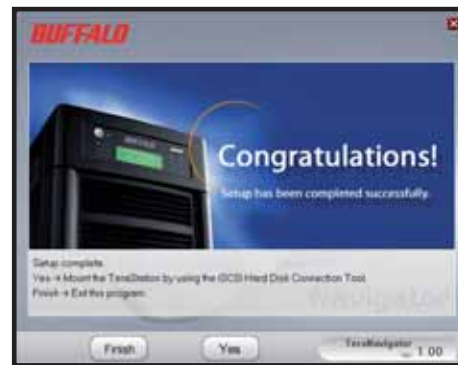 BUFFALO
Congratulations!
Setup has been completed successfully.
Setup complete.
Yes → Mount the TeraStation by using the iSCSI Hard Disk Connection Tool.
Finish → Exit this program.
Navigator
Finish
Yes
TeraNavigator
1.00